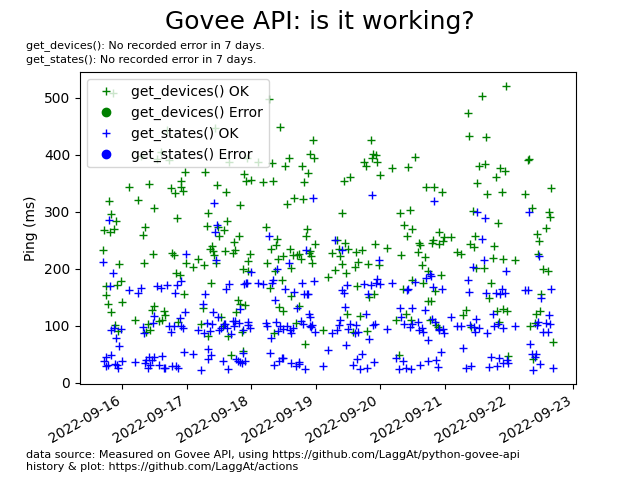 Govee API: is it working?
get_devices(): No recorded error in 7 days.
get_states(): No recorded error in 7 days.
get_devices() OK
get_devices() Error
get_states() OK
get_states() Error
Ping (ms)
500
400
300
200
100
0
2022-09-16
2022-09-17
2022-09-18
2022-09-19
2022-09-20
2022-09-21
2022-09-22
2022-09-23
data source: Measured on Govee API, using https://github.com/LaggAt/python-govee-api
history & plot: https://github.com/LaggAt/actions